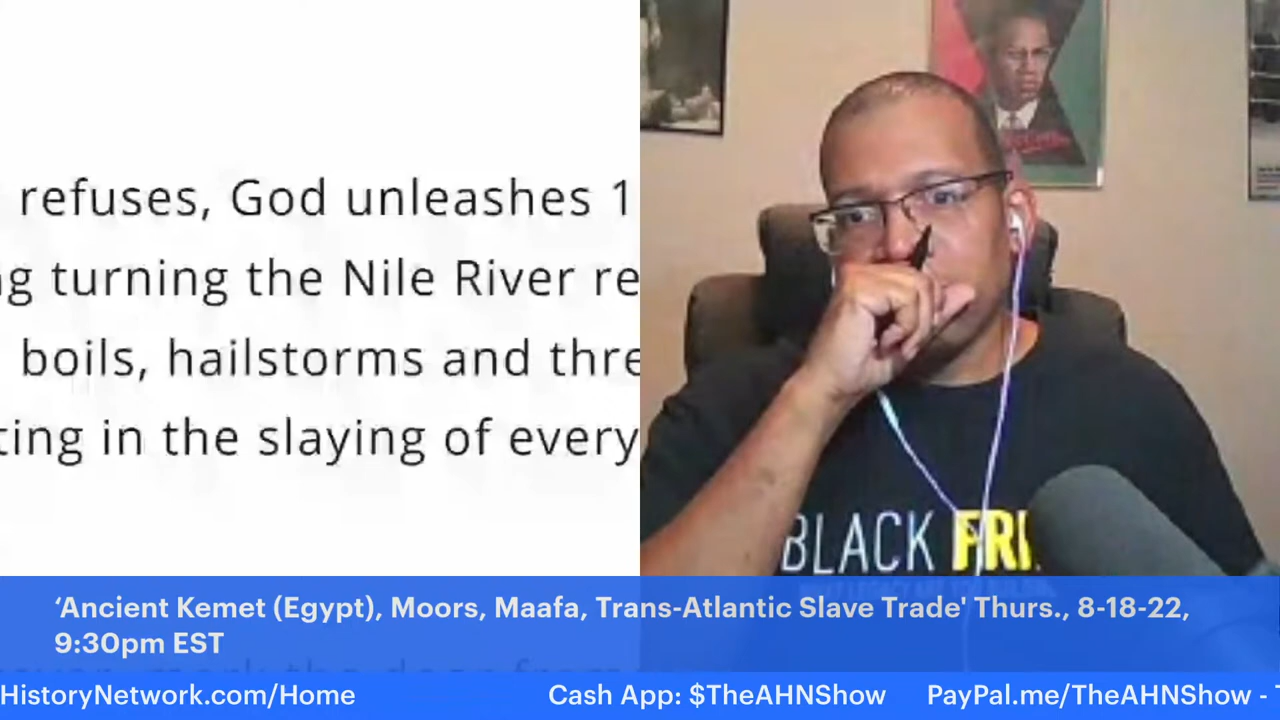 refuses, God unleashes 1
g turning the Nile River re
boils, hailstorms and thre
ting in the slaying of every
BLACK FRI
‘Ancient Kemet (Egypt), Moors, Maafa, Trans-Atlantic Slave Trade' Thurs., 8-18-22,
9:30pm EST
HistoryNetwork.com/Home Cash App: $TheAHNShow PayPal.me/TheAHNShow - T